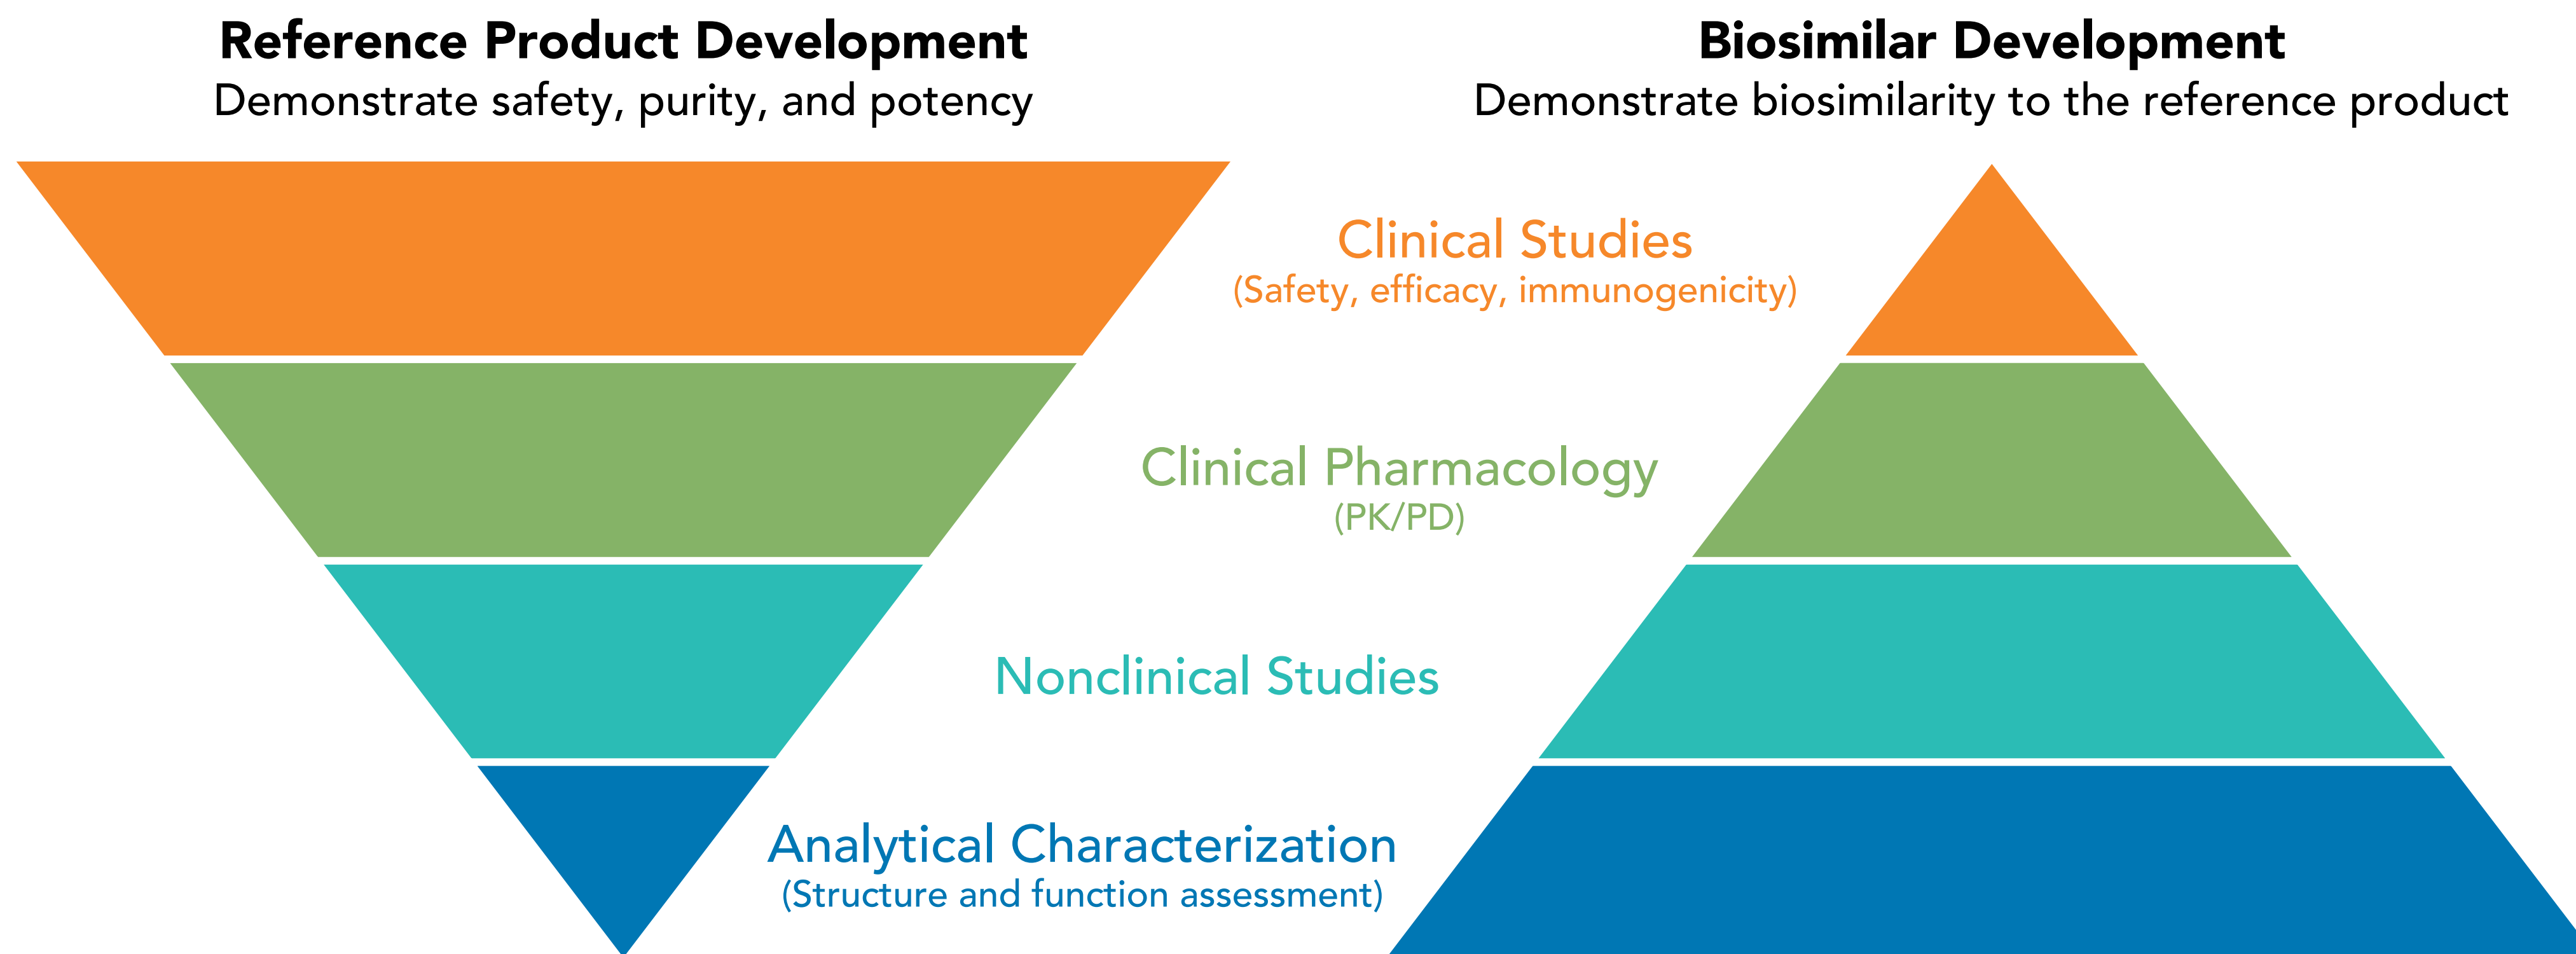 Reference Product Development
Demonstrate safety, purity, and potency
Biosimilar Development
Demonstrate biosimilarity to the reference product
Clinical Studies
(Safety, efficacy, immunogenicity)
Clinical Pharmacology
(PK/PD)
Nonclinical Studies
Analytical Characterization
(Structure and function assessment)